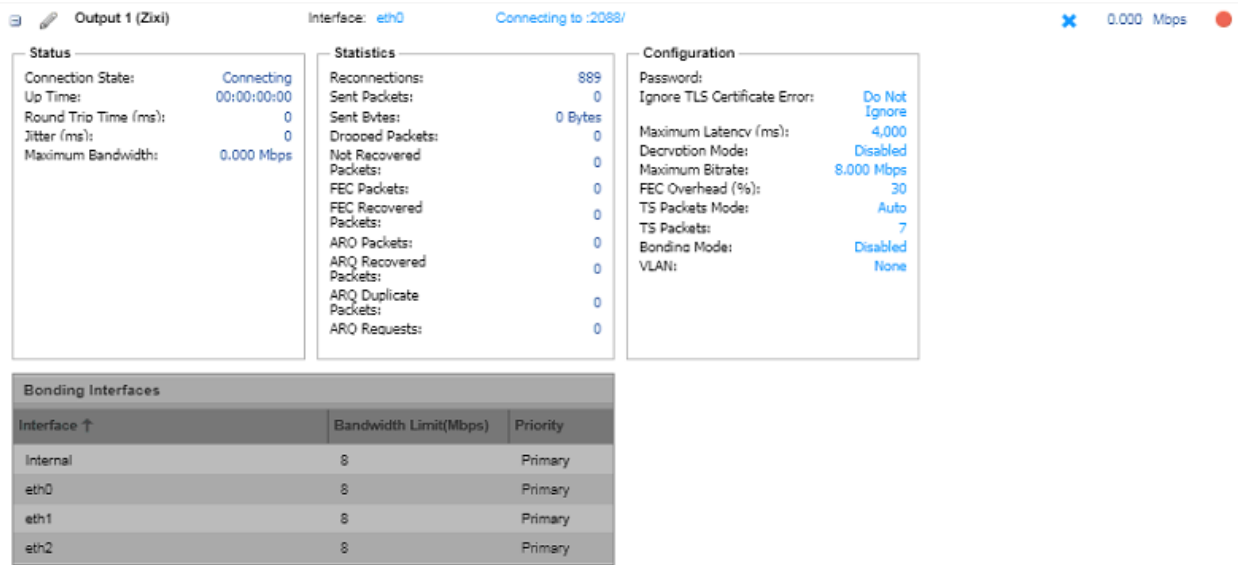 Output 1 (Zixi) Interface: eth0 Connecting to :2088/ 0.000 Mbps
Status
Connection State: Connecting
Up Time: 00:00:00:00
Round Trip Time (ms): 0
Jitter (ms): 0
Maximum Bandwidth: 0.000 Mbps
Statistics
Reconnections: 889
Sent Packets: 0
Sent Bytes: 0 Bytes
Dropped Packets: 0
Not Recovered
Packets: 0
FEC Packets: 0
FEC Recovered
Packets: 0
ARQ Packets: 0
ARQ Recovered
Packets: 0
ARQ Duplicate
Packets: 0
ARQ Requests: 0
Configuration
Password:
Ignore TLS Certificate Error: Do Not
Ignore
Maximum Latency (ms): 4,000
Decryption Mode: Disabled
Maximum Bitrate: 8.000 Mbps
FEC Overhead (%): 30
TS Packets Mode: Auto
TS Packets: 7
Bonding Mode: Disabled
VLAN: None
Bonding Interfaces
Interface ↑ Bandwidth Limit(Mbps) Priority
Internal 8 Primary
eth0 8 Primary
eth1 8 Primary
eth2 8 Primary